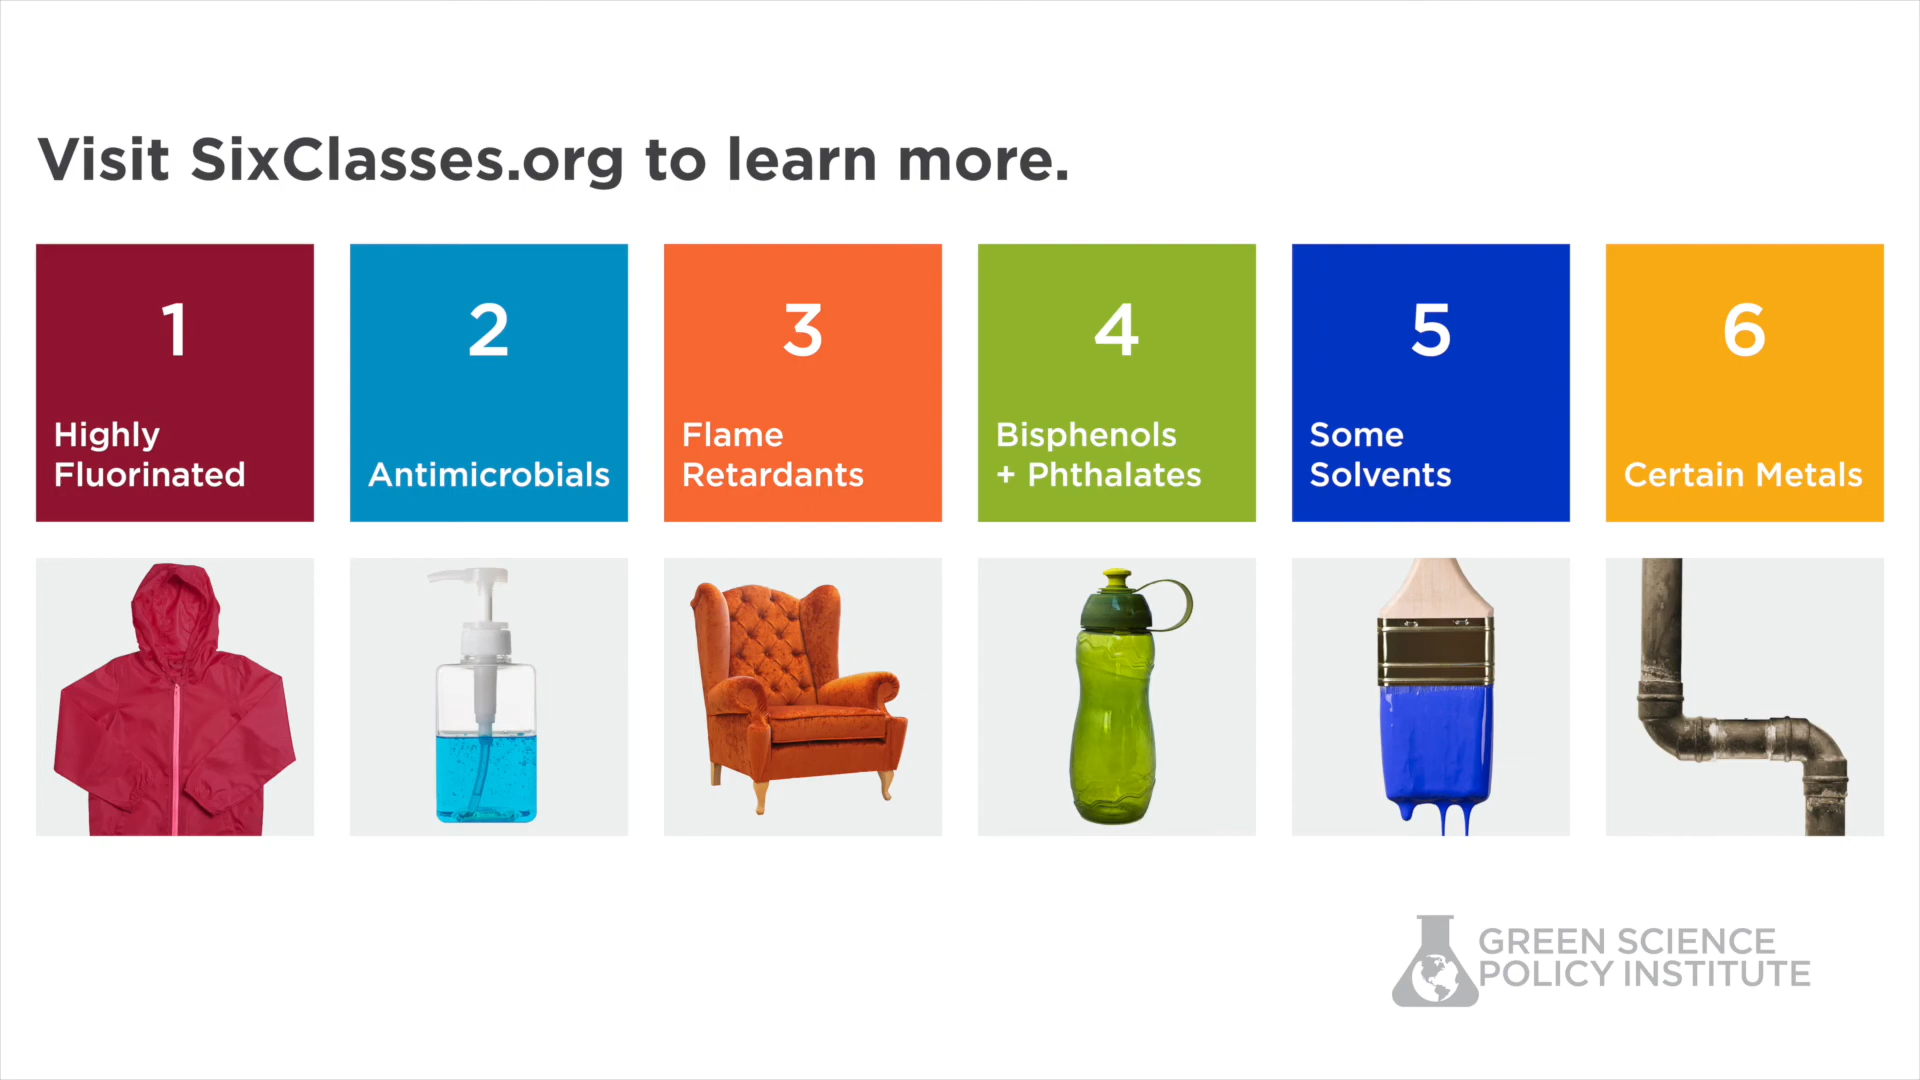 Visit SixClasses.org to learn more.
1
Highly
Fluorinated
2
Antimicrobials
3
Flame
Retardants
4
Bisphenols
+ Phthalates
5
Some
Solvents
6
Certain Metals
GREEN SCIENCE
POLICY INSTITUTE